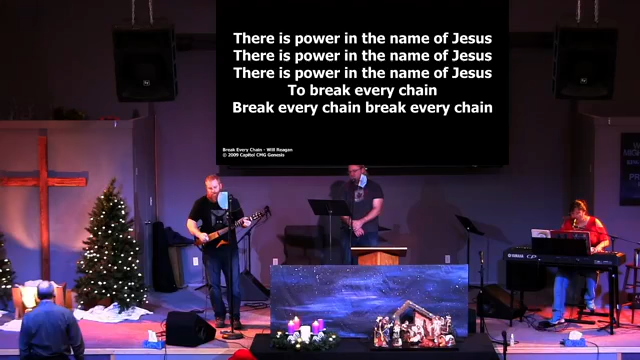 There is power in the name of Jesus
There is power in the name of Jesus
There is power in the name of Jesus
To break every chain
Break every chain break every chain
Break Every Chain - Will Reagan
© 2009 Capitol CMG Genesis
YAMAHA
CP